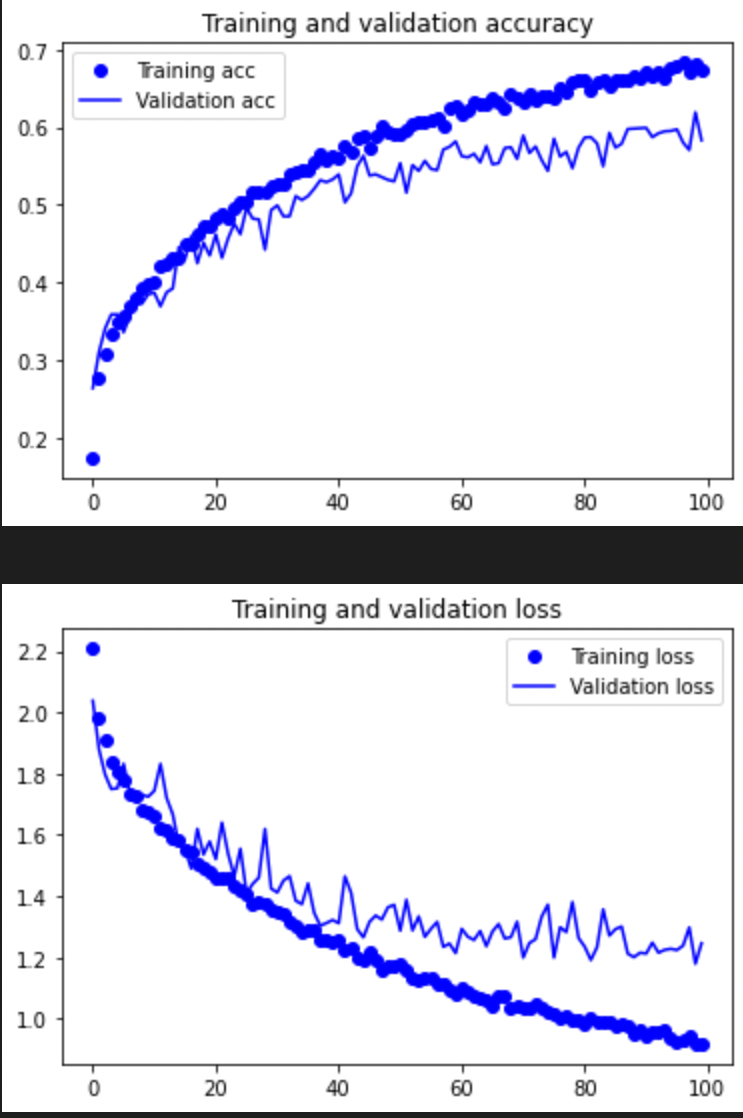 Training and validation accuracy
0.7
0.6
0.5
0.4
0.3
0.2
Training acc
Validation acc
0 20 40 60 80 100
Training and validation loss
2.2
2.0
1.8
1.6
1.4
1.2
1.0
Training loss
Validation loss
0 20 40 60 80 100